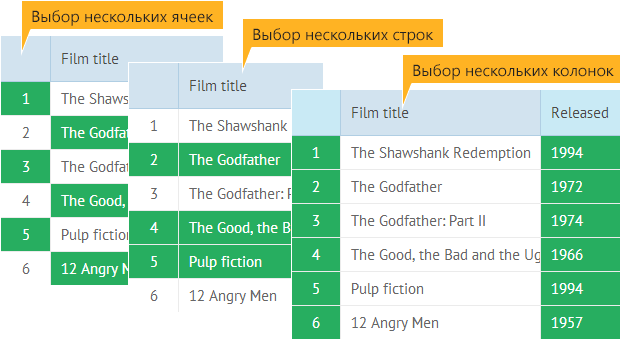 Выбор нескольких ячеек
Film title
1 The Shaws
2 The Godfa
3 The Godfa
4 The Good,
5 Pulp fiction
6 12 Angry M
Выбор нескольких строк
Film title
1 The Shawshank
2 The Godfather
3 The Godfather: P
4 The Good, the B
5 Pulp fiction
6 12 Angry Men
Выбор нескольких колонок
Film title Released
1 The Shawshank Redemption 1994
2 The Godfather 1972
3 The Godfather: Part II 1974
4 The Good, the Bad and the Ug 1966
5 Pulp fiction 1994
6 12 Angry Men 1957